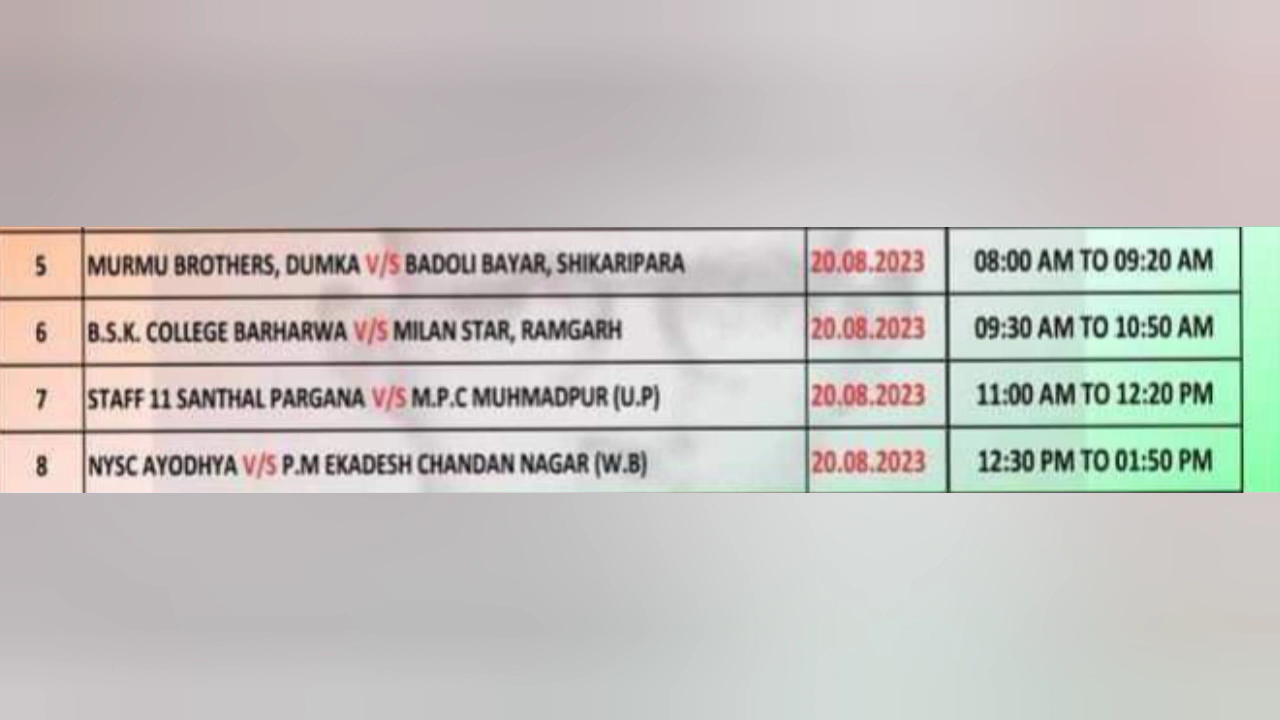 5 MURMU BROTHERS, DUMKA V/S BADOLI BAYAR, SHIKARIPARA 20.08.2023 08:00 AM TO 09:20 AM
6 B.S.K. COLLEGE BARHARWA V/S MILAN STAR, RAMGARH 20.08.2023 09:30 AM TO 10:50 AM
7 STAFF 11 SANTHAL PARGANA V/S M.P.C MUHMADPUR (U.P) 20.08.2023 11:00 AM TO 12:20 PM
8 NYSC AYODHYA V/S P.M EKADESH CHANDAN NAGAR (W.B) 20.08.2023 12:30 PM TO 01:50 PM